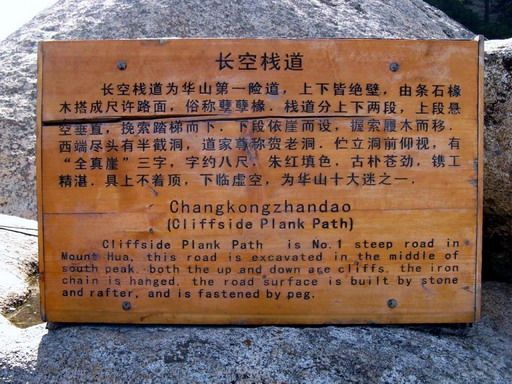 长空栈道
长空栈道为华山第一险道，上下皆绝壁，由条石椽
木搭成尺许路面，俗称孽孽椽．栈道分上下两段，上段悬
空垂直，挽索踏梯而下．下段依崖而设，握索履木而移．
西端尽头有半截洞，道家尊称贺老洞．伫立洞前仰视，有
“全真崖”三字，字约八尺，朱红填色．古朴苍劲．镌工
精湛．具上不着顶，下临虚空，为华山十大迷之一．
Changkongzhandao
(Cliffside Plank Path)
Cliffside Plank Path is No.1 steep road in
Mount Hua, this road is excavated in the middle of
south peak. both the up and down are cliffs. the iron
chain is hanged. the road surface is built by stone
and rafter, and is fastened by peg.